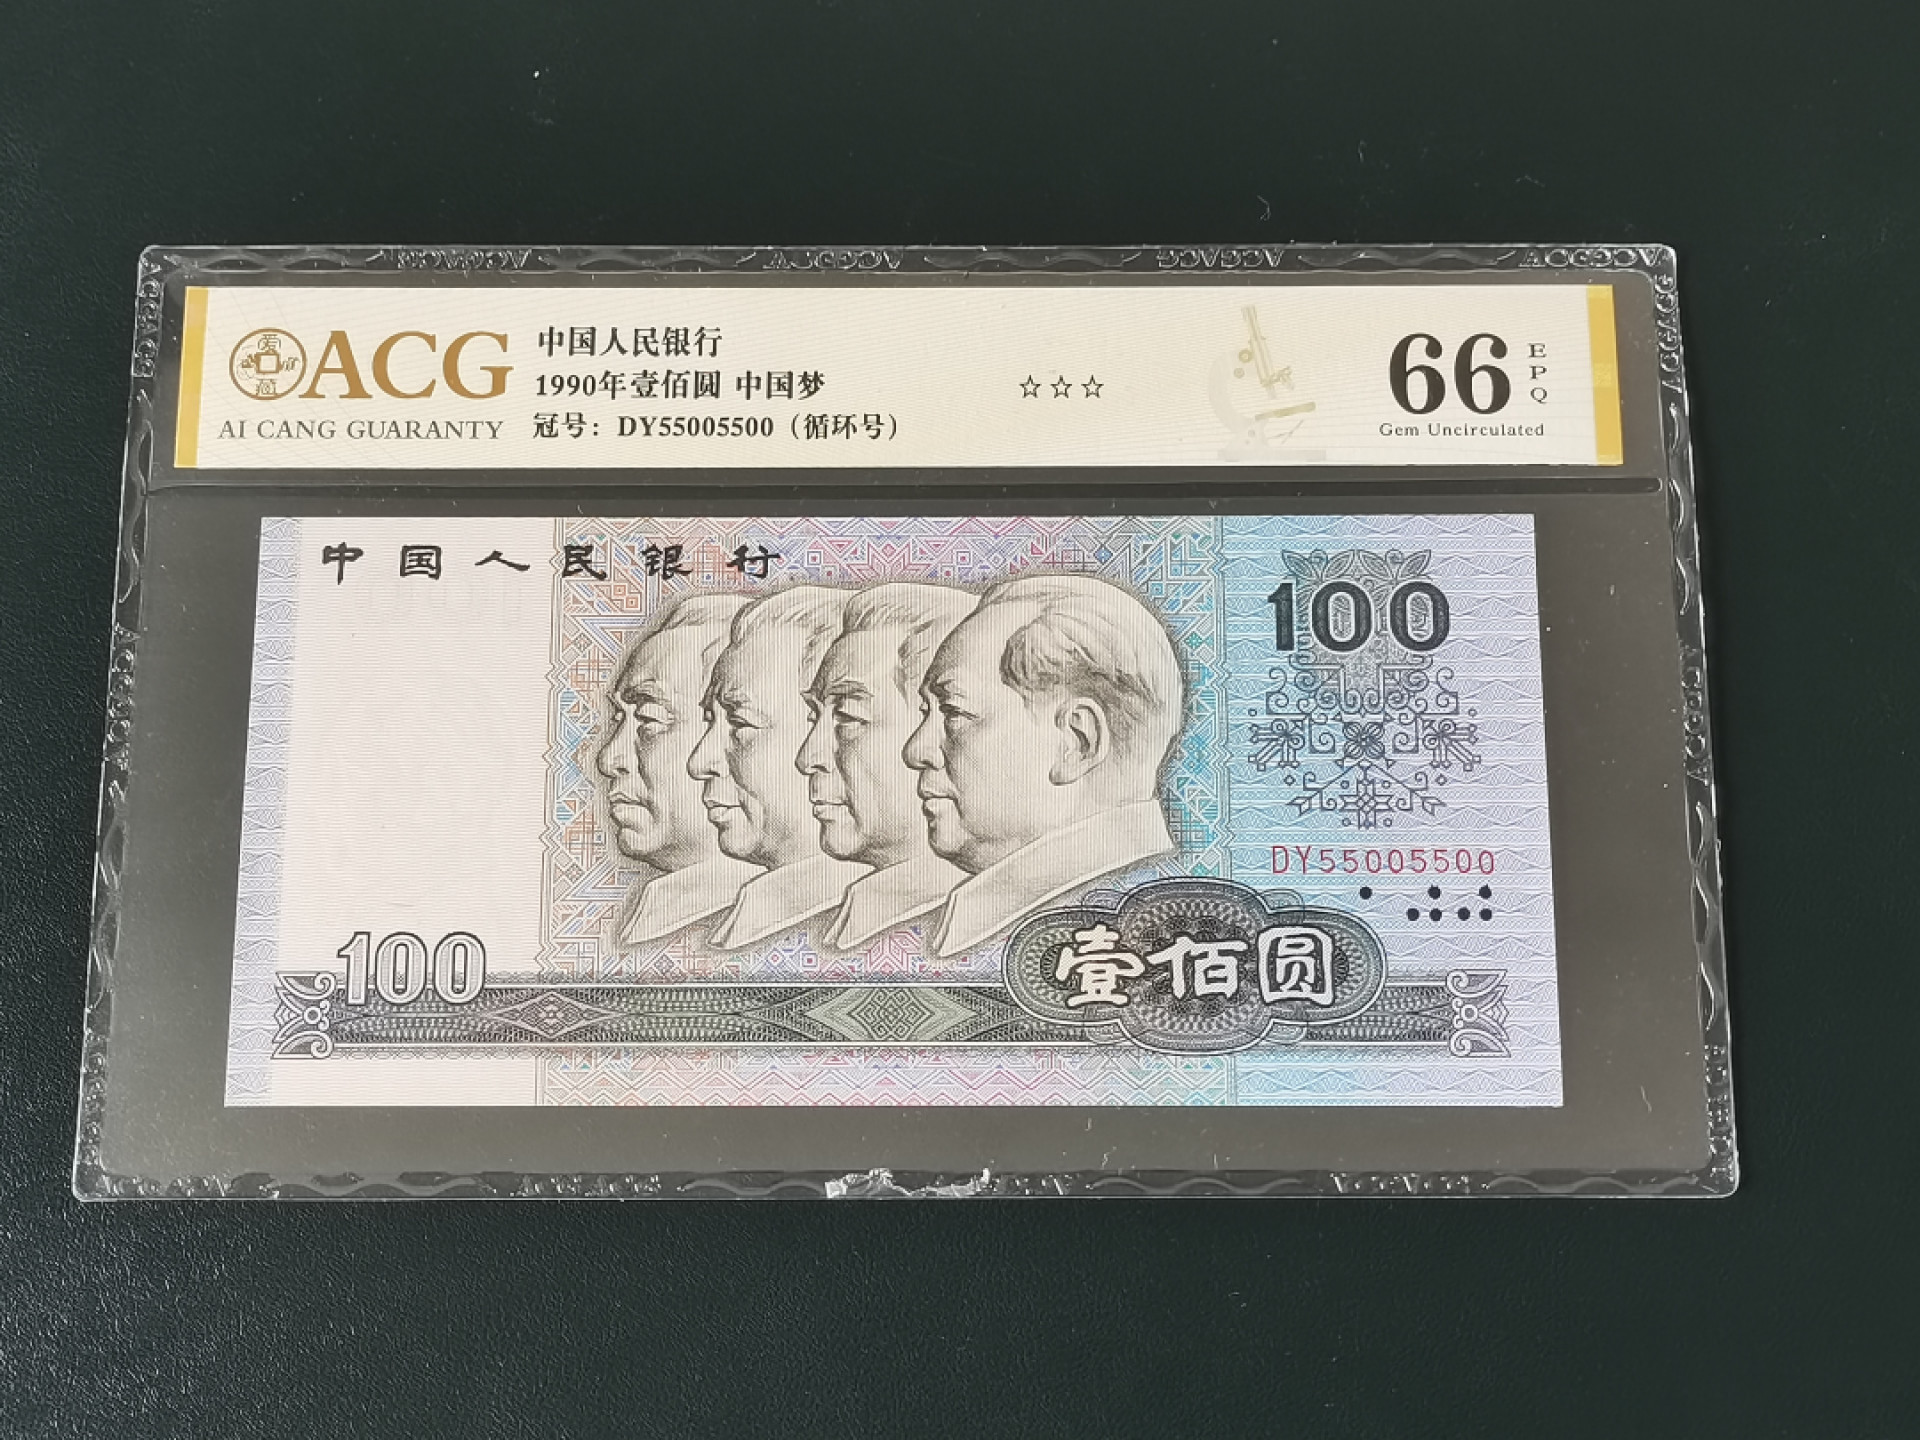 ACG
AI CANG GUARANTY
中国人民银行
1990年壹佰圆 中国梦
冠号：DY55005500（循环号）
☆☆☆
66
EPQ
Gem Uncirculated
中国人民银行
100
DY55005500
100
壹佰圆